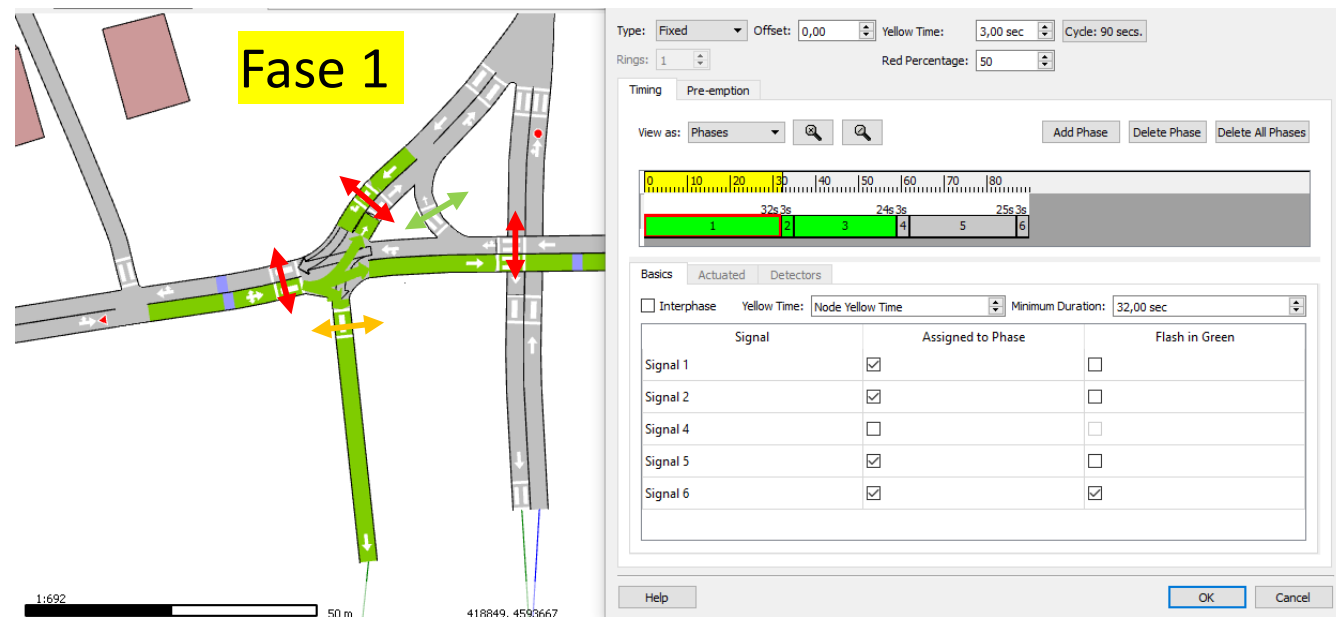 Fase 1
1:692
50 m
418849, 4593667
Type: Fixed Offset: 0,00 Yellow Time: 3,00 sec Cycle: 90 secs.
Rings: 1 Red Percentage: 50
Timing Pre-emption
View as: Phases Add Phase Delete Phase Delete All Phases
0 10 20 30 40 50 60 70 80
32s 3s 24s 3s 25s 3s
1 2 3 4 5 6
Basics Actuated Detectors
Interphase Yellow Time: Node Yellow Time Minimum Duration: 32,00 sec
Signal Assigned to Phase Flash in Green
Signal 1
Signal 2
Signal 4
Signal 5
Signal 6
Help OK Cancel